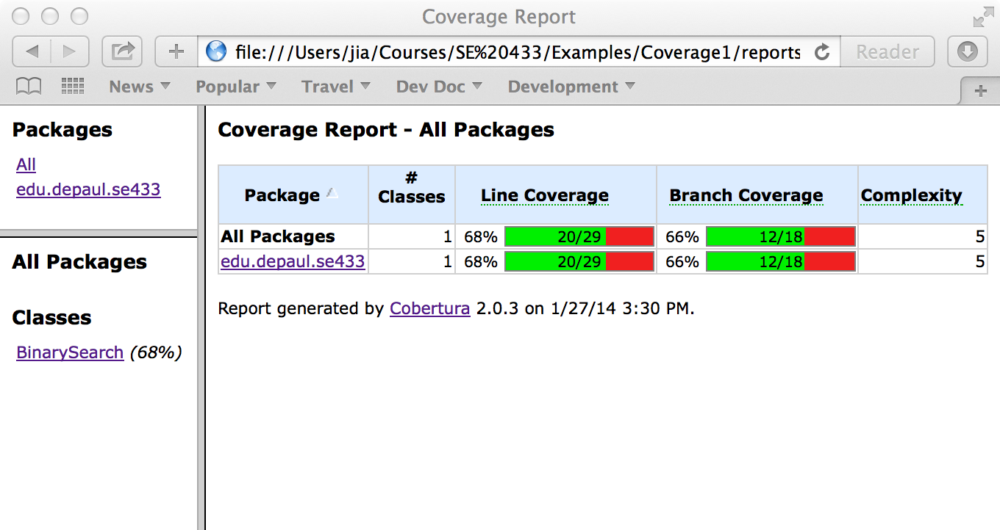 Coverage Report
file:///Users/jia/Courses/SE%20433/Examples/Coverage1/reports
Reader
News Popular Travel Dev Doc Development
Packages
All
edu.depaul.se433
All Packages
Classes
BinarySearch (68%)
Coverage Report - All Packages
Package # Classes Line Coverage Branch Coverage Complexity
All Packages 1 68% 20/29 66% 12/18 5
edu.depaul.se433 1 68% 20/29 66% 12/18 5
Report generated by Cobertura 2.0.3 on 1/27/14 3:30 PM.